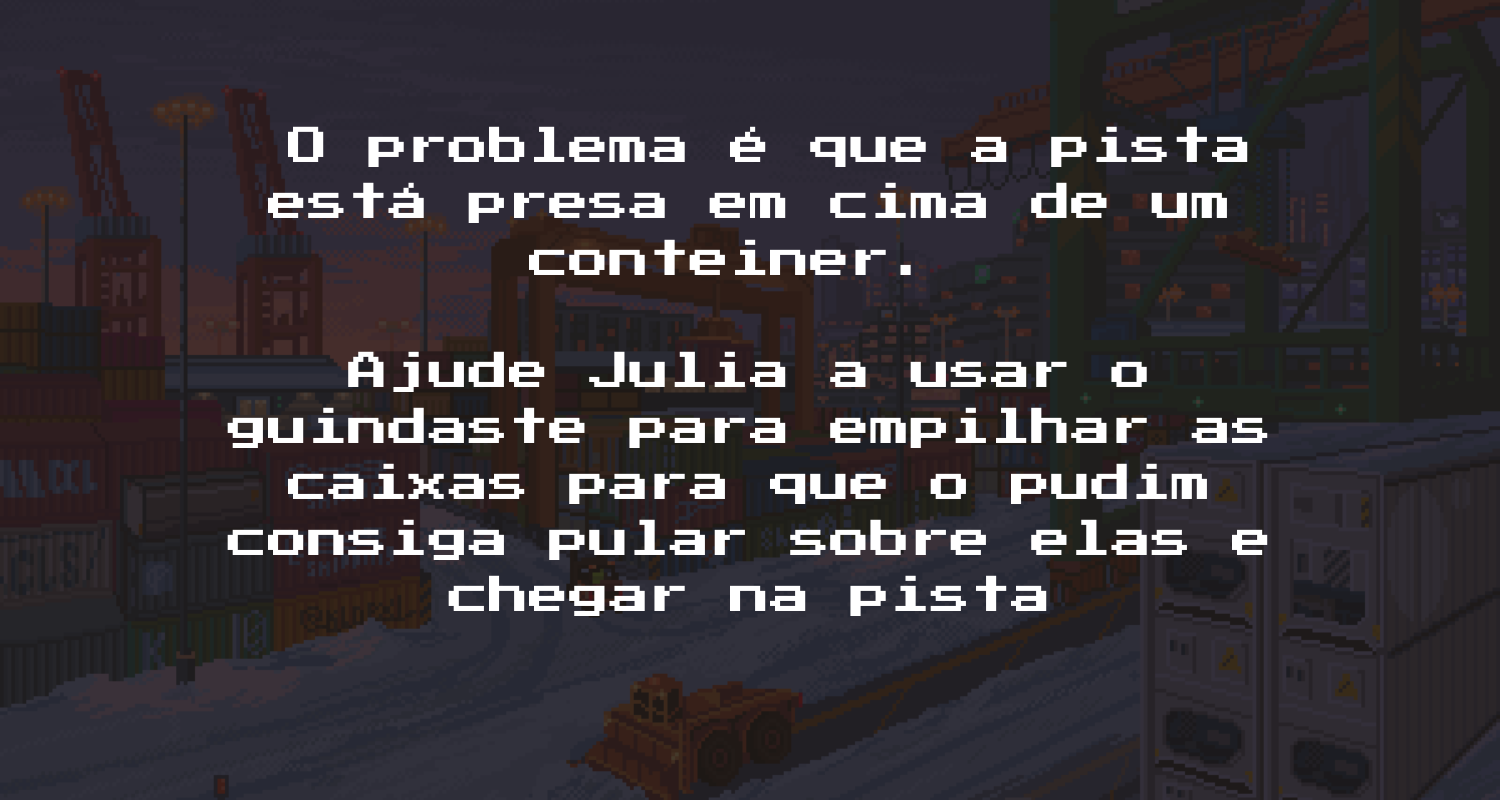 O problema é que a pista
está presa em cima de um
conteiner.
Ajude Julia a usar o
guindaste para empilhar as
caixas para que o pudim
consiga pular sobre elas e
chegar na pista